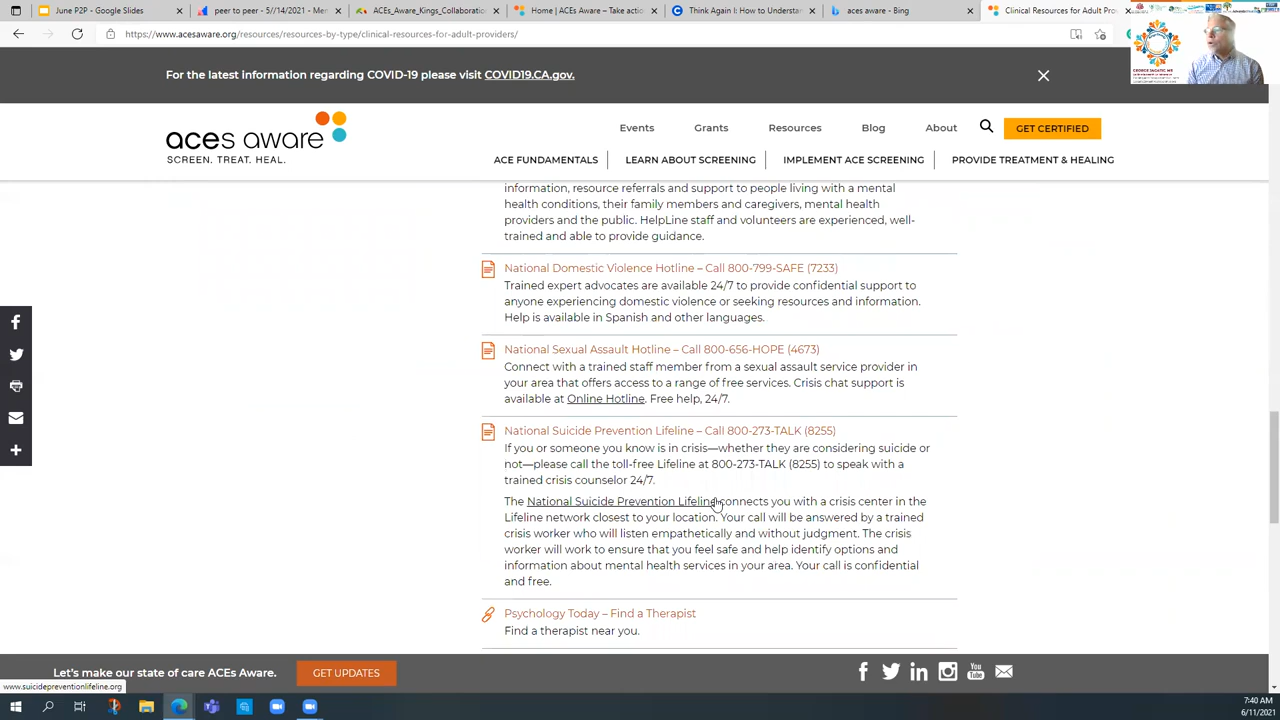 June P2P - Google Slides
peer to peer - 5/14/2021 - Me
ACEs_Aware_Kings_Collaboratio
Home | ACEs Aware – Take actio
Think Again I: How to Understan
aces aware - Bing
Clinical Resources for Adult Pro
https://www.acesaware.org/resources/resources-by-type/clinical-resources-for-adult-providers/
For the latest information regarding COVID-19 please visit COVID19.CA.gov.
aces aware
SCREEN. TREAT. HEAL.
Events
Grants
Resources
Blog
About
GET CERTIFIED
ACE FUNDAMENTALS
LEARN ABOUT SCREENING
IMPLEMENT ACE SCREENING
PROVIDE TREATMENT & HEALING
information, resource referrals and support to people living with a mental
health conditions, their family members and caregivers, mental health
providers and the public. HelpLine staff and volunteers are experienced, well-
trained and able to provide guidance.
National Domestic Violence Hotline – Call 800-799-SAFE (7233)
Trained expert advocates are available 24/7 to provide confidential support to
anyone experiencing domestic violence or seeking resources and information.
Help is available in Spanish and other languages.
National Sexual Assault Hotline – Call 800-656-HOPE (4673)
Connect with a trained staff member from a sexual assault service provider in
your area that offers access to a range of free services. Crisis chat support is
available at Online Hotline. Free help, 24/7.
National Suicide Prevention Lifeline – Call 800-273-TALK (8255)
If you or someone you know is in crisis—whether they are considering suicide or
not—please call the toll-free Lifeline at 800-273-TALK (8255) to speak with a
trained crisis counselor 24/7.
The National Suicide Prevention Lifeline connects you with a crisis center in the
Lifeline network closest to your location. Your call will be answered by a trained
crisis worker who will listen empathetically and without judgment. The crisis
worker will work to ensure that you feel safe and help identify options and
information about mental health services in your area. Your call is confidential
and free.
Psychology Today – Find a Therapist
Find a therapist near you.
Let's make our state of care ACEs Aware.
GET UPDATES
www.suicidepreventionlifeline.org
7:40 AM
6/11/2021